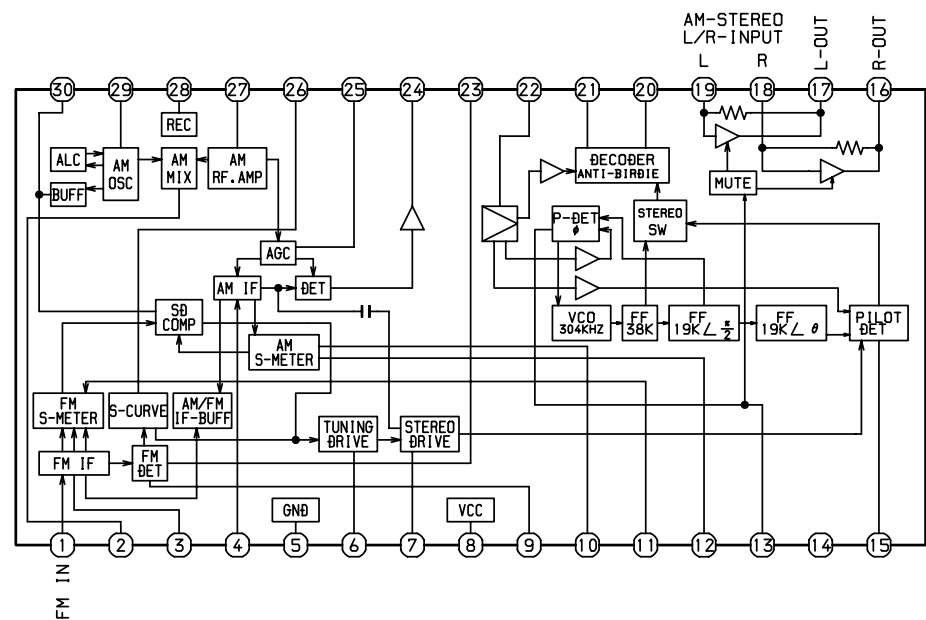 AM-STEREO
L/R-INPUT
L R
L-OUT
R-OUT
30 29 28 27 26 25 24 23 22 21 20 19 18 17 16
REC
ALC
AM
OSC
AM
MIX
AM
RF.AMP
BUFF
DECODER
ANTI-BIRDIE
MUTE
P-DET
ø
STEREO
SW
AGC
AM IF
DET
SD
COMP
VCO
304KHZ
FF
38K
FF
19K∠ π/2
FF
19K∠ θ
PILOT
DET
AM
S-METER
FM
S-METER
S-CURVE
AM/FM
IF-BUFF
TUNING
DRIVE
STEREO
DRIVE
FM IF
FM
DET
GND
VCC
1 2 3 4 5 6 7 8 9 10 11 12 13 14 15
FM IN